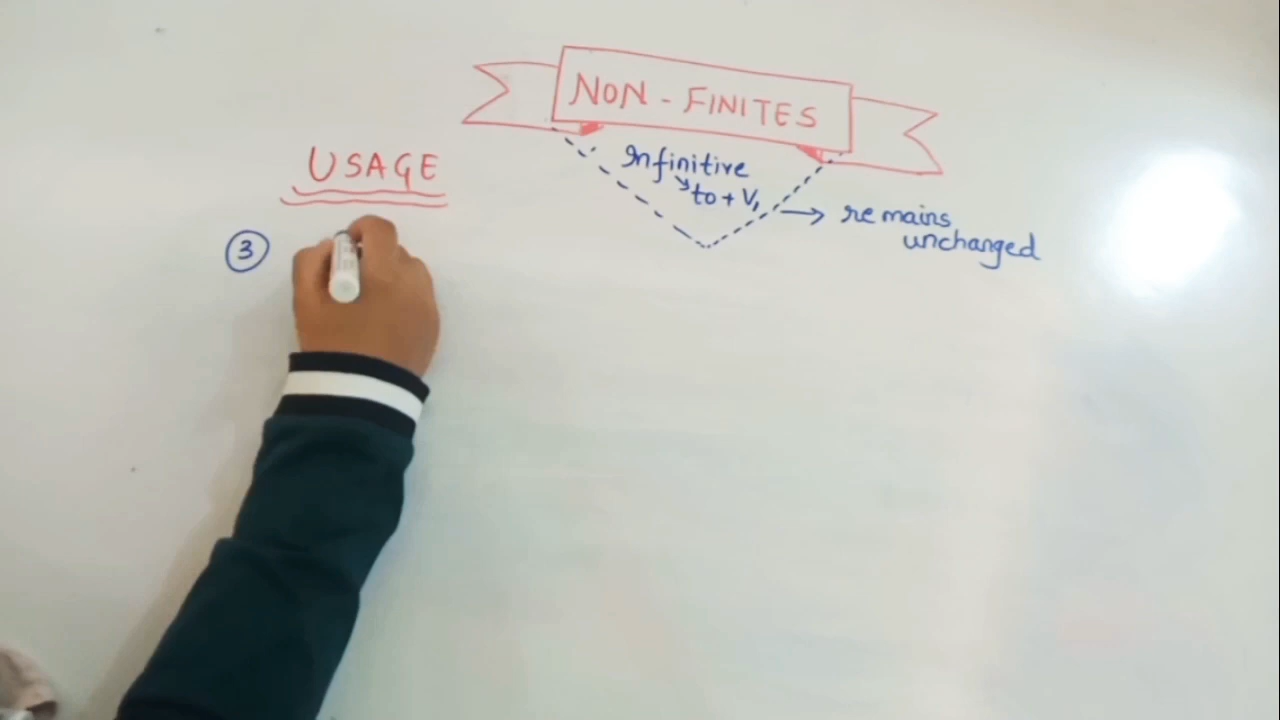 NON - FINITES
USAGE
Infinitive
to + V₁ → remains
unchanged
3